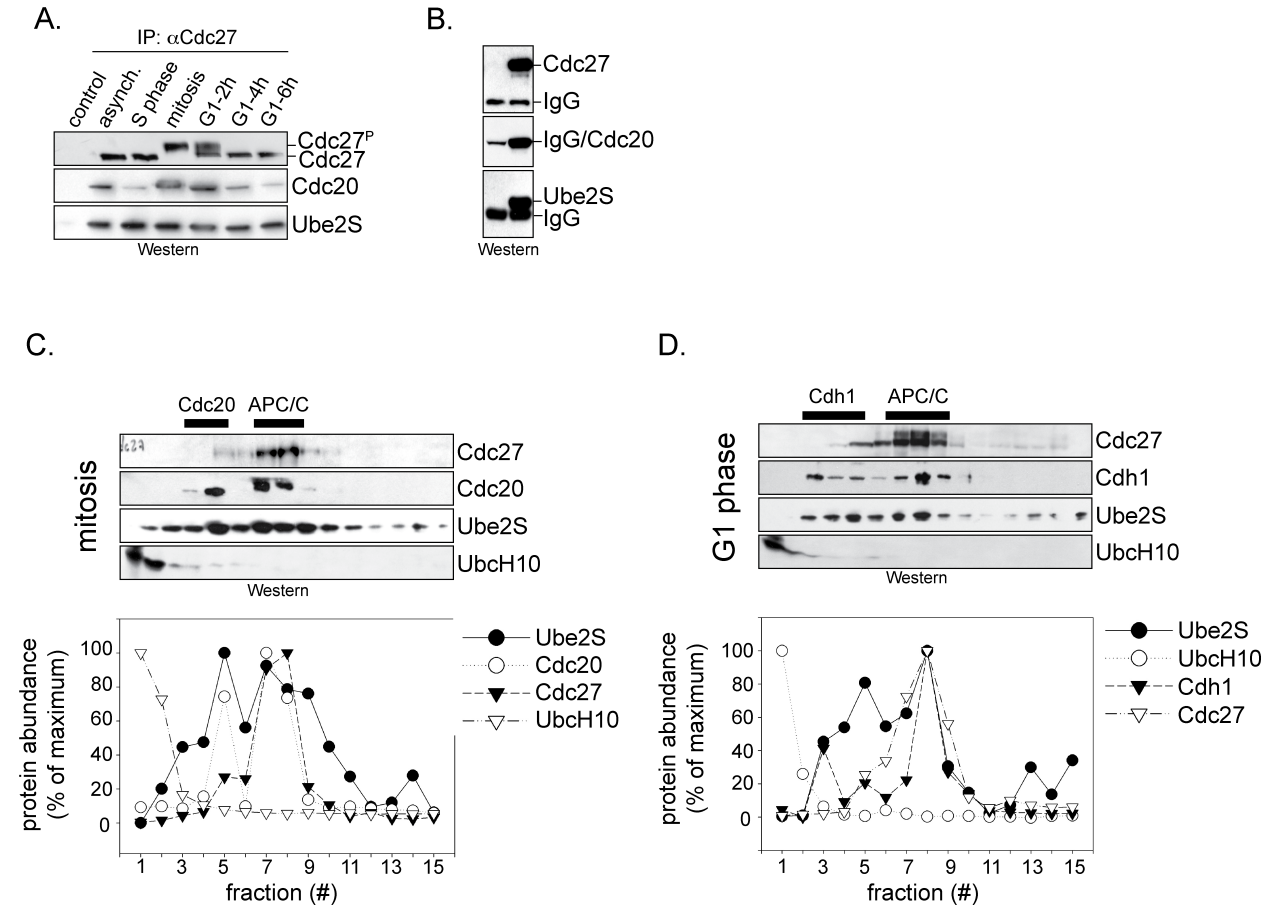 A.
IP: αCdc27
control
asynch.
S phase
mitosis
G1-2h
G1-4h
G1-6h
Cdc27P
Cdc27
Cdc20
Ube2S
Western
B.
Cdc27
IgG
IgG/Cdc20
Ube2S
IgG
Western
C.
Cdc20 APC/C
mitosis
Cdc27
Cdc20
Ube2S
UbcH10
Western
protein abundance
(% of maximum)
100
80
60
40
20
0
1 3 5 7 9 11 13 15
fraction (#)
Ube2S
Cdc20
Cdc27
UbcH10
D.
Cdh1 APC/C
G1 phase
Cdc27
Cdh1
Ube2S
UbcH10
Western
protein abundance
(% of maximum)
100
80
60
40
20
0
1 3 5 7 9 11 13 15
fraction (#)
Ube2S
UbcH10
Cdh1
Cdc27